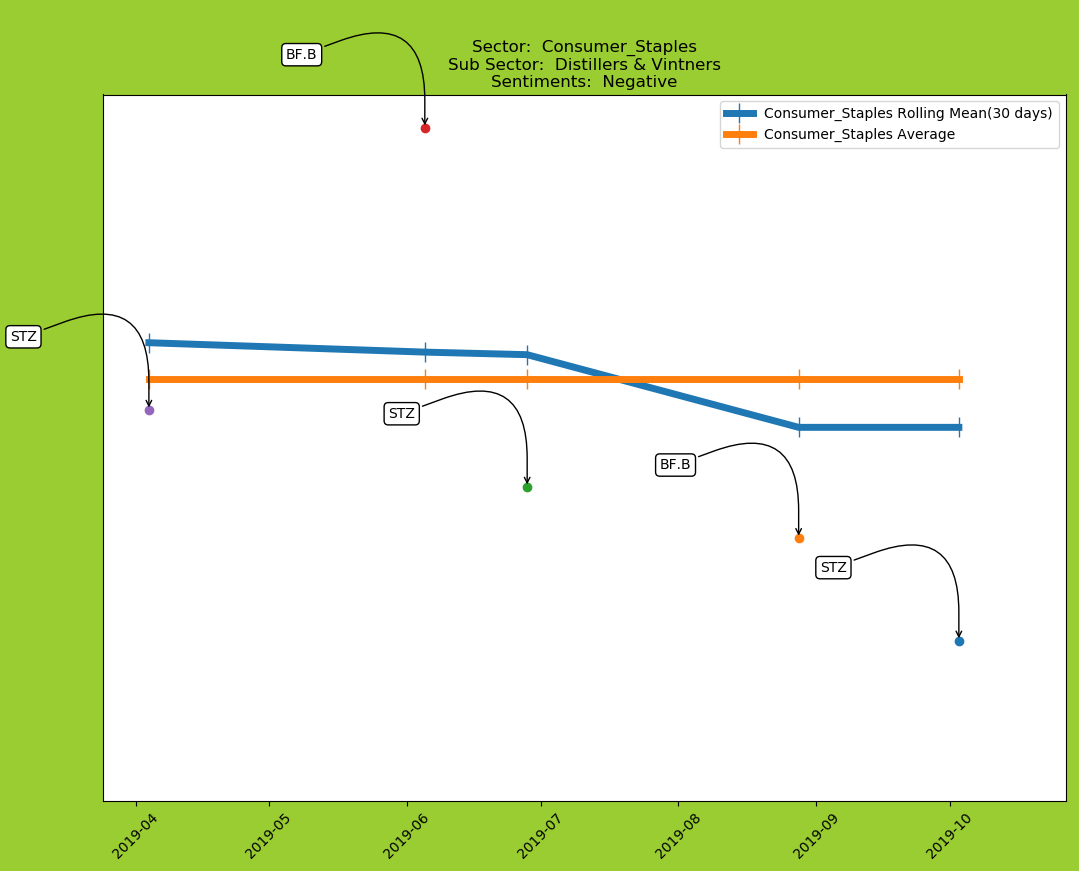 BF.B
Sector:  Consumer_Staples
Sub Sector:  Distillers & Vintners
Sentiments:  Negative
Consumer_Staples Rolling Mean(30 days)
Consumer_Staples Average
STZ
STZ
BF.B
STZ
2019-04
2019-05
2019-06
2019-07
2019-08
2019-09
2019-10